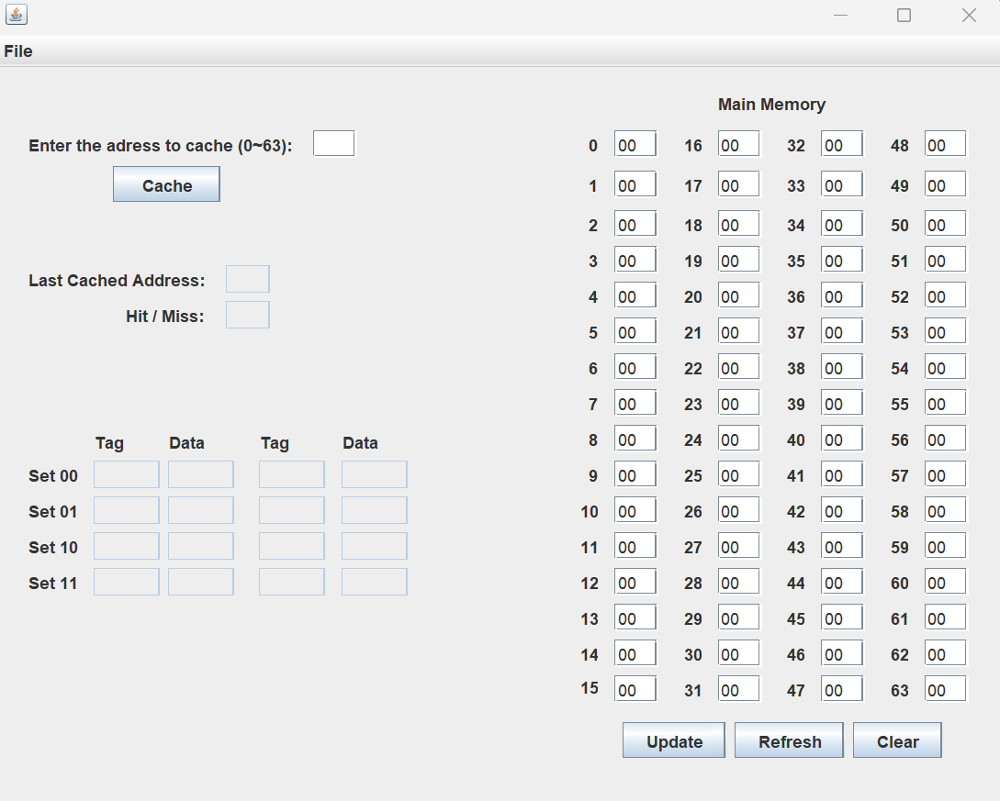 File
Main Memory
Enter the adress to cache (0~63):
Cache
Last Cached Address:
Hit / Miss:
Tag Data Tag Data
Set 00
Set 01
Set 10
Set 11
0 00 16 00 32 00 48 00
1 00 17 00 33 00 49 00
2 00 18 00 34 00 50 00
3 00 19 00 35 00 51 00
4 00 20 00 36 00 52 00
5 00 21 00 37 00 53 00
6 00 22 00 38 00 54 00
7 00 23 00 39 00 55 00
8 00 24 00 40 00 56 00
9 00 25 00 41 00 57 00
10 00 26 00 42 00 58 00
11 00 27 00 43 00 59 00
12 00 28 00 44 00 60 00
13 00 29 00 45 00 61 00
14 00 30 00 46 00 62 00
15 00 31 00 47 00 63 00
Update Refresh Clear